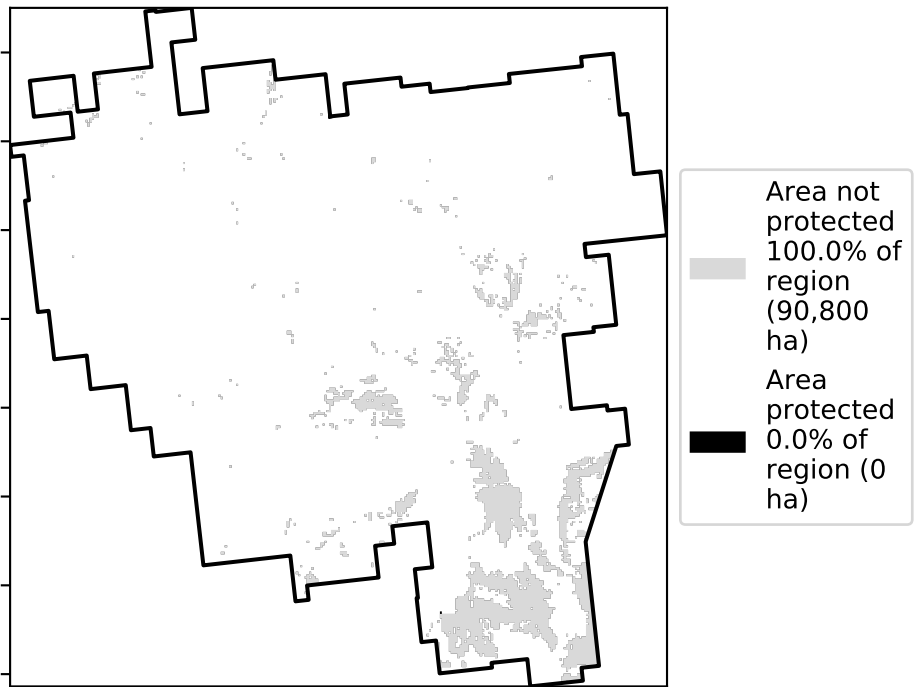 Area not
protected
100.0% of
region
(90,800
ha)
Area
protected
0.0% of
region (0
ha)